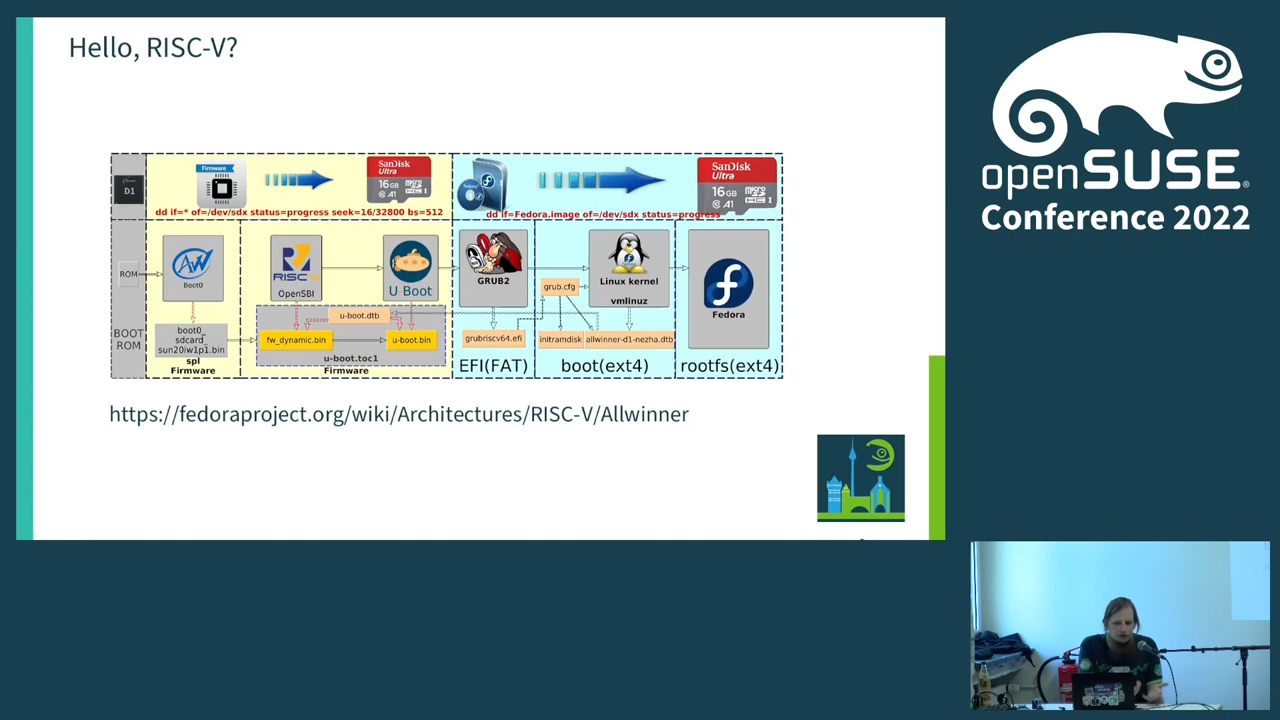 Hello, RISC-V?
D1
Firmware
SanDisk
Ultra
16GB
micro
A1
dd if=* of=/dev/sdx status=progress seek=16/32800 bs=512
SanDisk
Ultra
16GB
micro
A1
dd if=Fedora.image of=/dev/sdx status=progress
ROM
AW
Boot0
RISC
OpenSBI
U Boot
GRUB2
grub.cfg
Linux kernel
vmlinuz
Fedora
BOOT
ROM
boot0_
sdcard_
sun20iw1p1.bin
spl
Firmware
u-boot.dtb
fw_dynamic.bin
u-boot.bin
u-boot.toc1
Firmware
grubriscv64.efi
EFI(FAT)
initramdisk
allwinner-d1-nezha.dtb
boot(ext4)
rootfs(ext4)
https://fedoraproject.org/wiki/Architectures/RISC-V/Allwinner
openSUSE®
Conference 2022